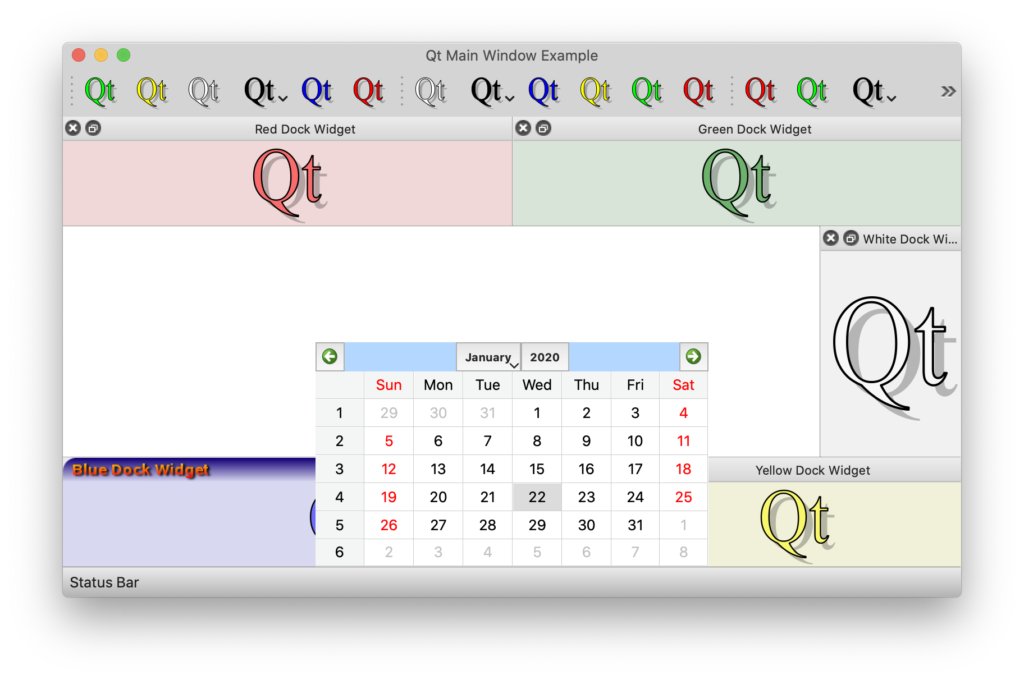 Qt Main Window Example
Qt Qt Qt Qt Qt Qt Qt Qt Qt Qt Qt Qt Qt Qt Qt
Red Dock Widget Green Dock Widget
Qt Qt
White Dock Wi...
Qt
January 2020
Sun Mon Tue Wed Thu Fri Sat
1 29 30 31 1 2 3 4
2 5 6 7 8 9 10 11
3 12 13 14 15 16 17 18
4 19 20 21 22 23 24 25
5 26 27 28 29 30 31 1
6 2 3 4 5 6 7 8
Blue Dock Widget
Yellow Dock Widget
Qt
Status Bar